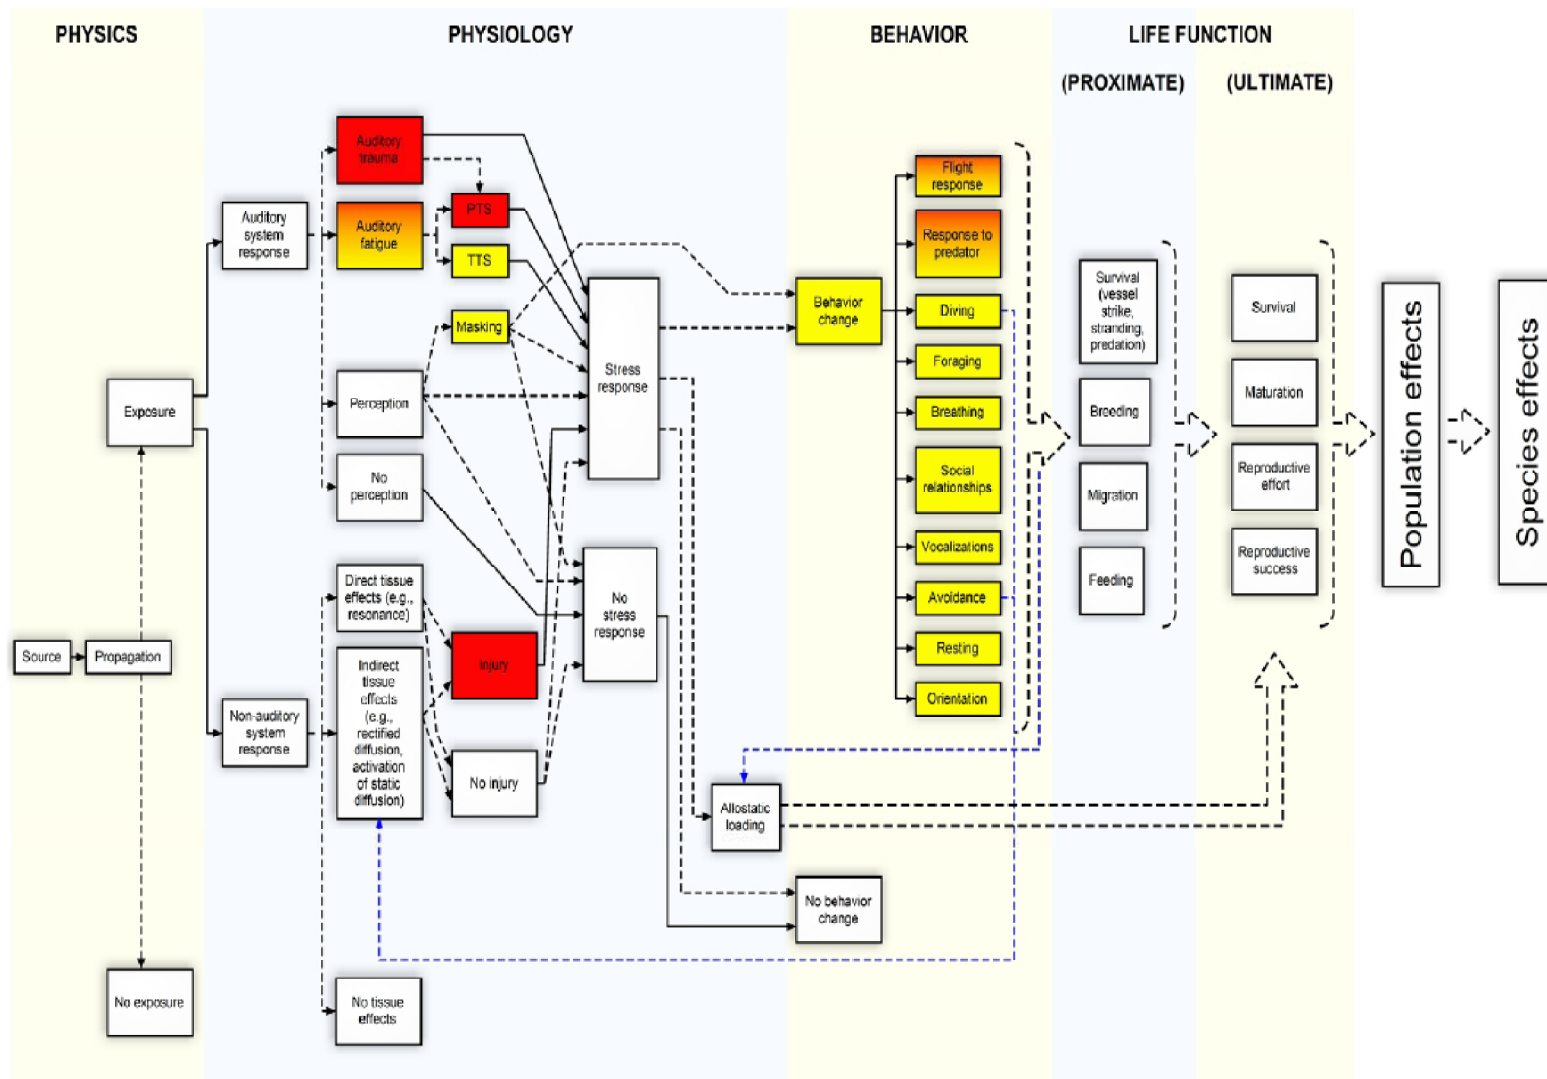 PHYSICS
PHYSIOLOGY
BEHAVIOR
LIFE FUNCTION
(PROXIMATE)
(ULTIMATE)
Source
Propagation
Exposure
No exposure
Auditory
system
response
Non-auditory
system
response
Auditory
trauma
Auditory
fatigue
PTS
TTS
Masking
Perception
No
perception
Direct tissue
effects (e.g.,
resonance)
Indirect
tissue
effects
(e.g.,
rectified
diffusion,
activation
of static
diffusion)
No tissue
effects
Injury
No injury
Stress
response
No
stress
response
Allostatic
loading
Behavior
change
No behavior
change
Flight
response
Response to
predator
Diving
Foraging
Breathing
Social
relationships
Vocalizations
Avoidance
Resting
Orientation
Survival
(vessel
strike,
stranding,
predation)
Breeding
Migration
Feeding
Survival
Maturation
Reproductive
effort
Reproductive
success
Population effects
Species effects